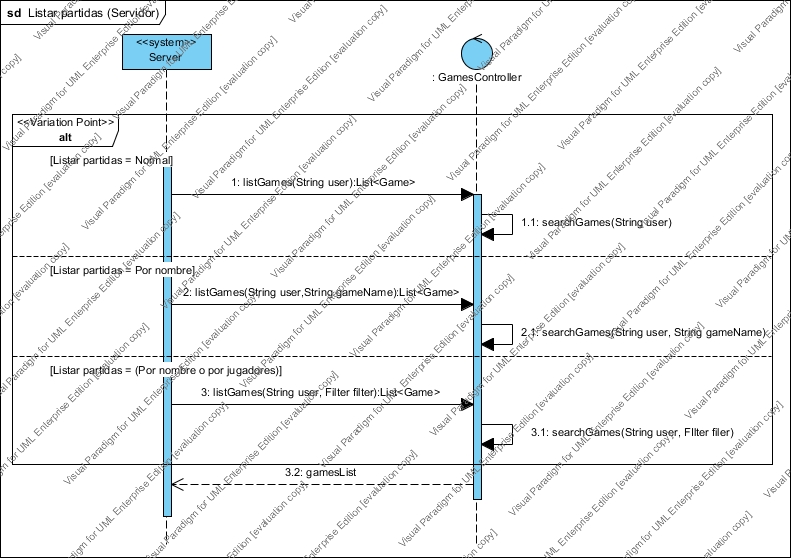 sd Listar partidas (Servidor)
<<system>>
Server
: GamesController
<<Variation Point>>
alt
[Listar partidas = Nomal]
1: listGames(String user):List<Game>
1.1: searchGames(String user)
[Listar partidas = Por nombre]
2: listGames(String user,String gameName):List<Game>
2.1: searchGames(String user, String gameName)
[Listar partidas = (Por nombre o por jugadores)]
3: listGames(String user, Filter filter):List<Game>
3.1: searchGames(String user, FIlter filer)
3.2: gamesList
Visual Paradigm for UML Enterprise Edition [evaluation copy]